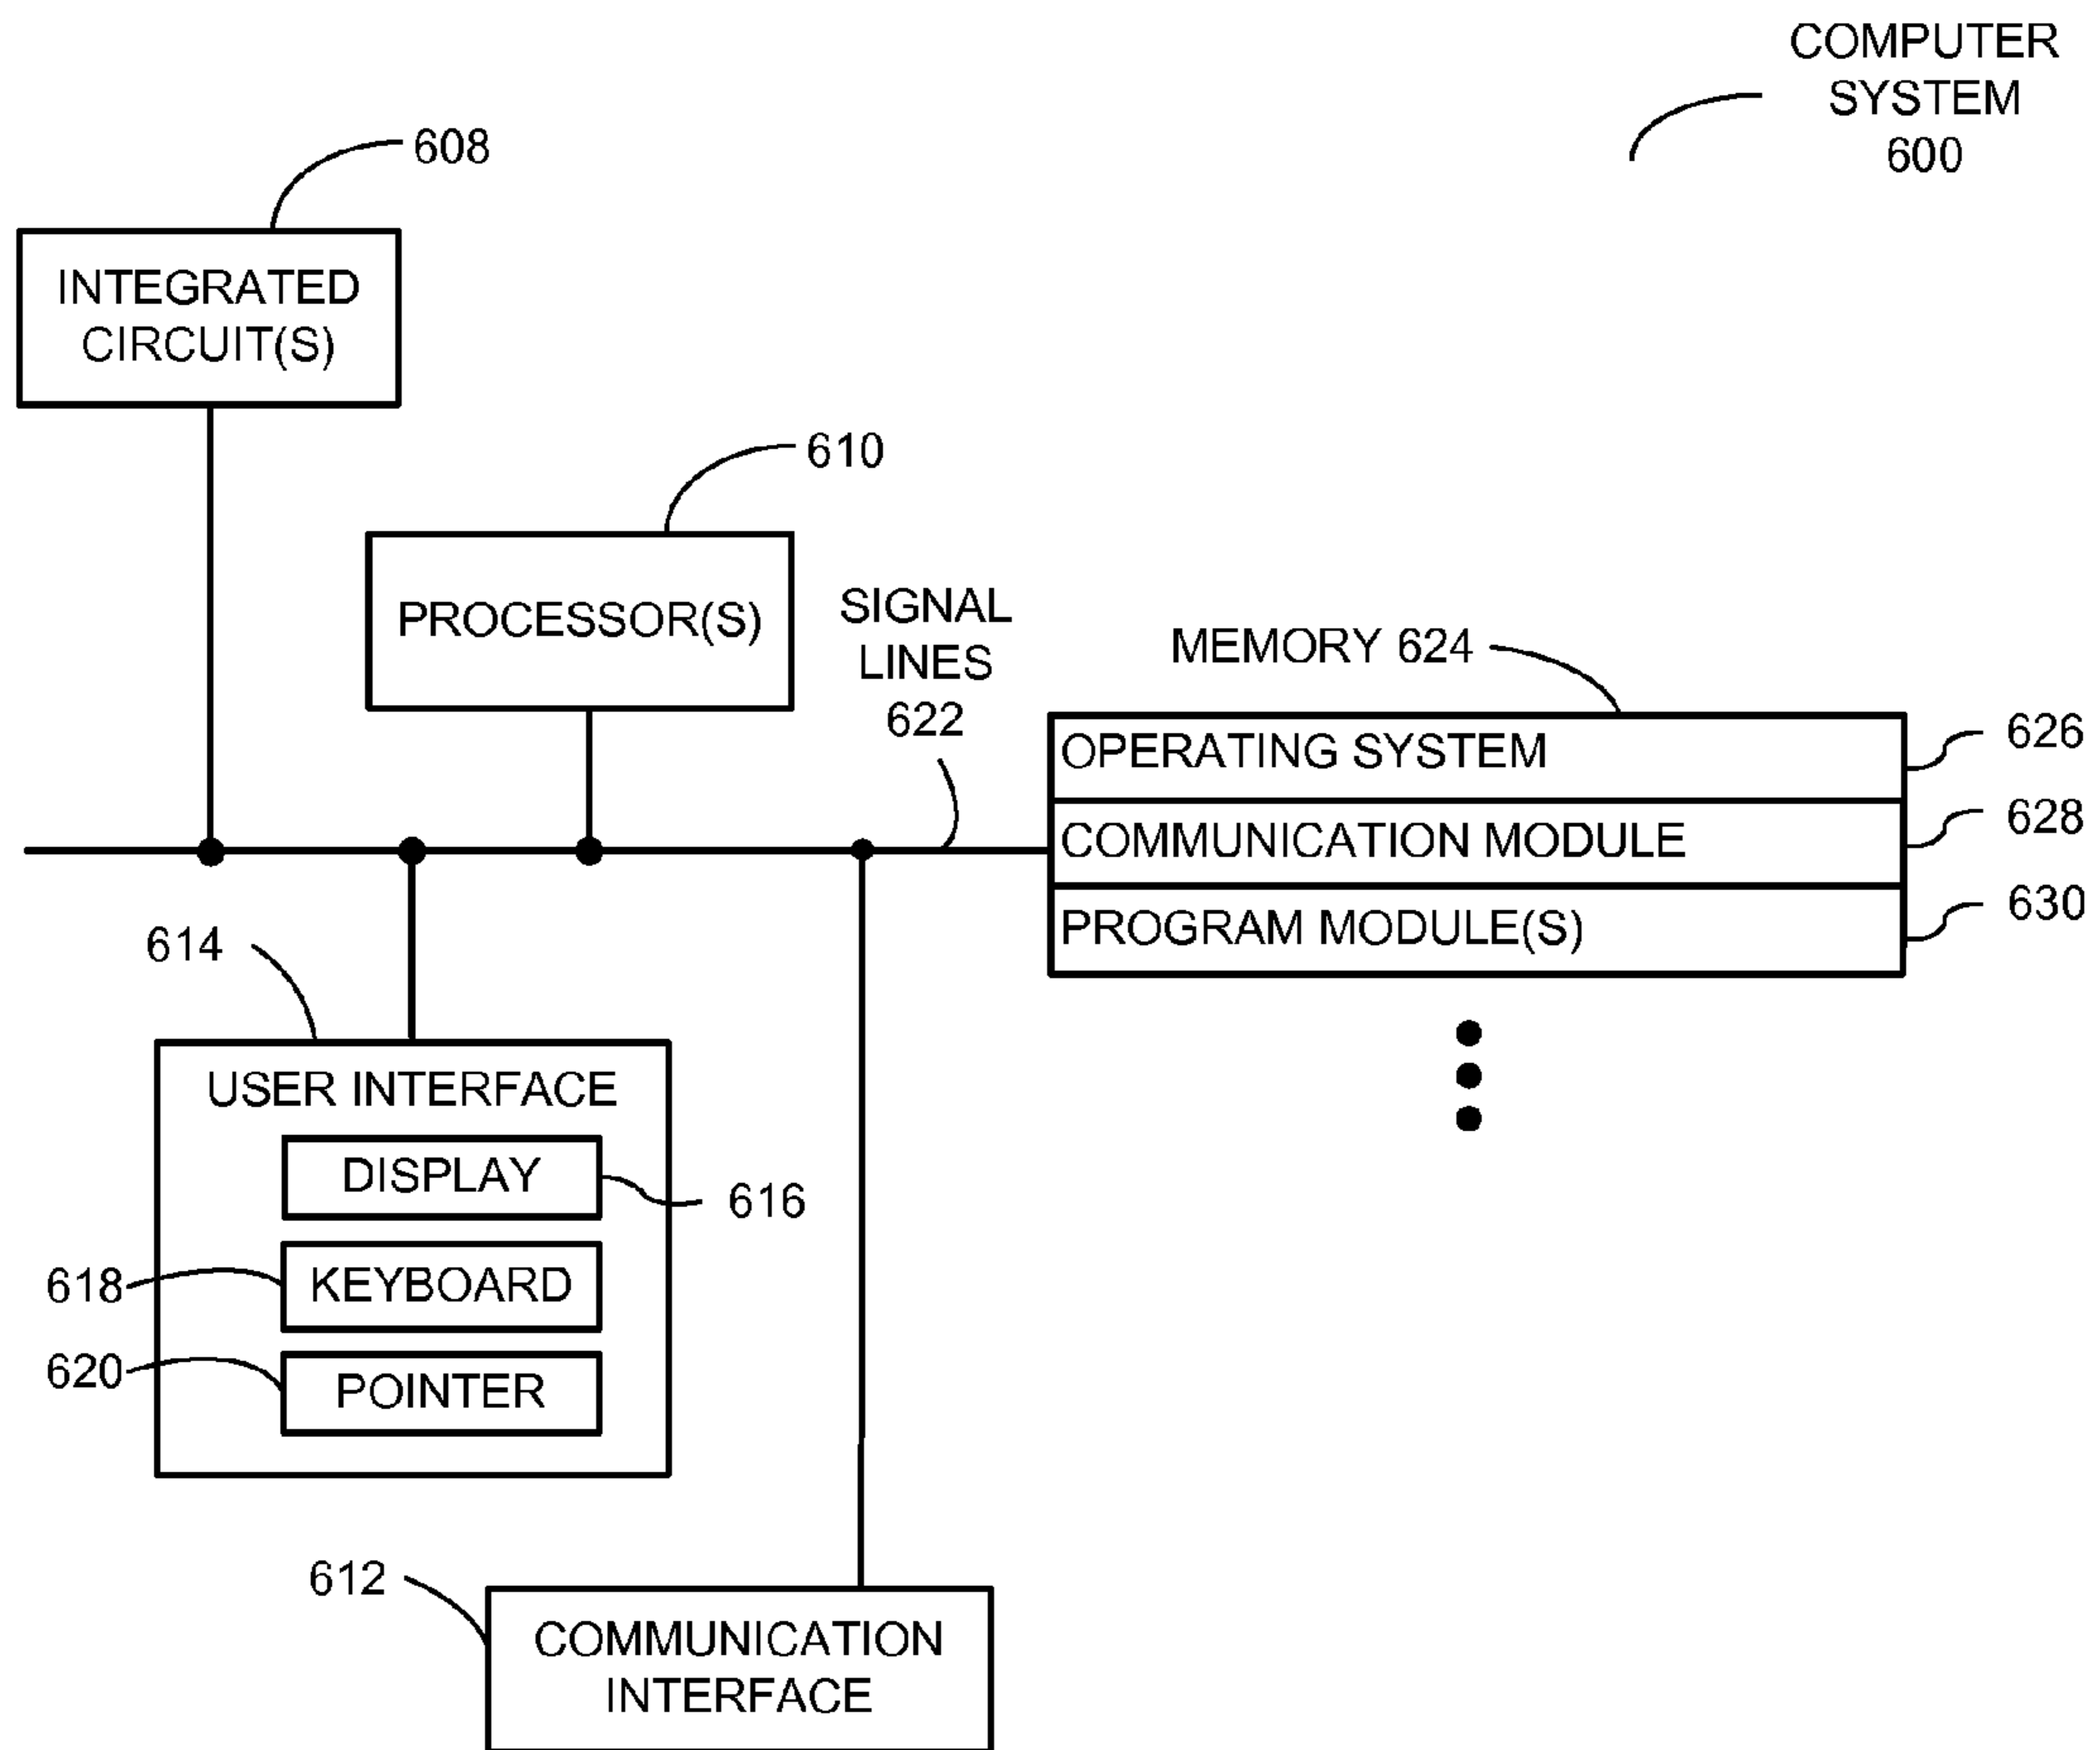 COMPUTER
SYSTEM
600
608
INTEGRATED
CIRCUIT(S)
610
PROCESSOR(S)
SIGNAL
LINES
622
MEMORY 624
OPERATING SYSTEM
626
COMMUNICATION MODULE
628
PROGRAM MODULE(S)
630
614
USER INTERFACE
DISPLAY
616
618
KEYBOARD
620
POINTER
612
COMMUNICATION
INTERFACE